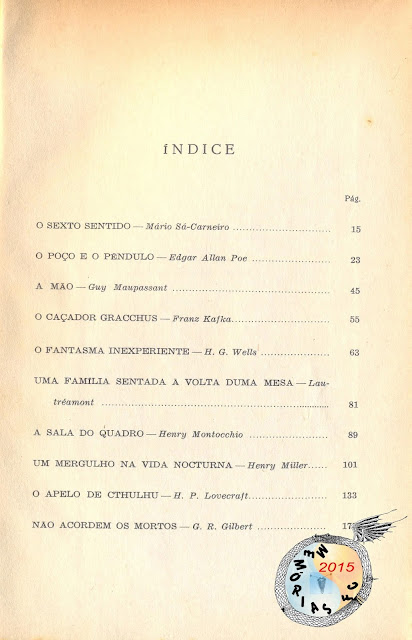 ÍNDICE
Pág.
O SEXTO SENTIDO — Mário Sá-Carneiro .............................. 15
O POÇO E O PÊNDULO — Edgar Allan Poe ........................ 23
A MÃO — Guy Maupassant ................................................ 45
O CAÇADOR GRACCHUS — Franz Kafka.............................. 55
O FANTASMA INEXPERIENTE — H. G. Wells ..................... 63
UMA FAMILIA SENTADA A VOLTA DUMA MESA — Lau-
tréamont ...................................................................... 81
A SALA DO QUADRO — Henry Montocchio ........................ 89
UM MERGULHO NA VIDA NOCTURNA — Henry Miller...... 101
O APELO DE CTHULHU — H. P. Lovecraft........................ 133
NÃO ACORDEM OS MORTOS — G. R. Gilbert .....................
2015